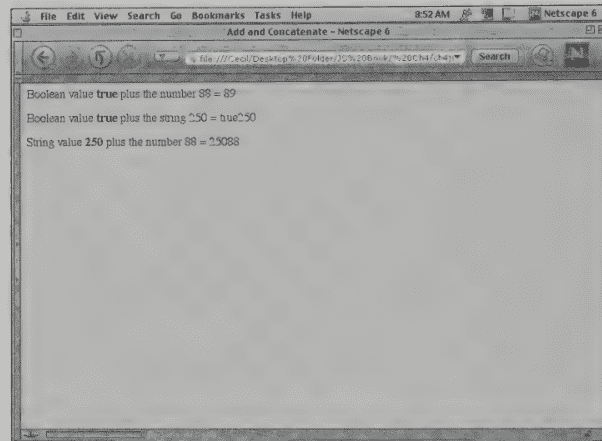 File Edit View Search Go Bookmarks Tasks Help 8:52 AM Netscape 6
Add and Concatenate - Netscape 6
Search
Boolean value true plus the number 88 = 89
Boolean value true plus the string 250 = true250
String value 250 plus the number 88 = 25088